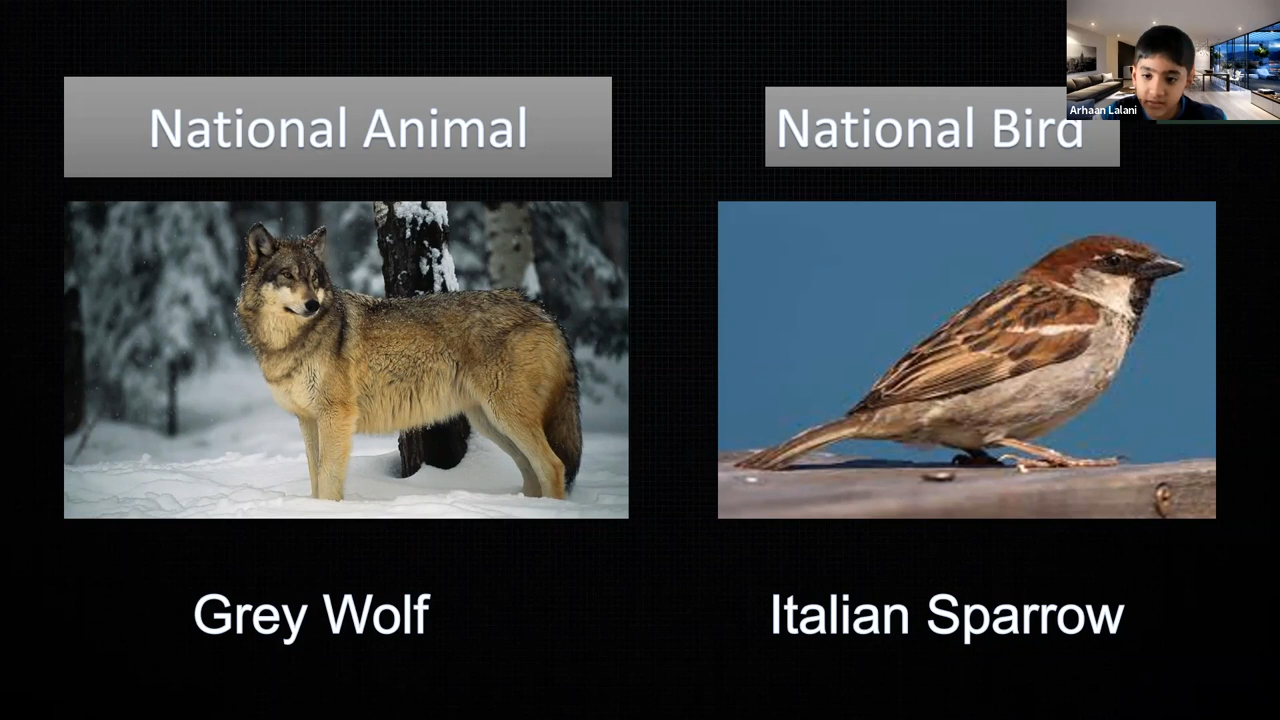 National Animal
National Bird
Arhaan Lalani
Grey Wolf
Italian Sparrow